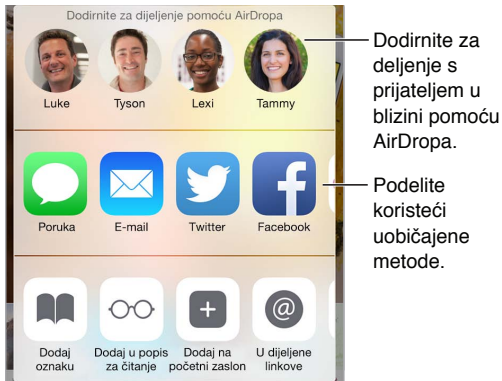 Dodirnite za dijeljenje pomoću AirDropa
Luke Tyson Lexi Tammy
Dodirnite za
deljenje s
prijateljem u
blizini pomoću
AirDropa.
Poruka E-mail Twitter Facebook
Podelite
koristeći
uobičajene
metode.
Dodaj oznaku
Dodaj u popis za čitanje
Dodaj na početni zaslon
U dijeljene linkove